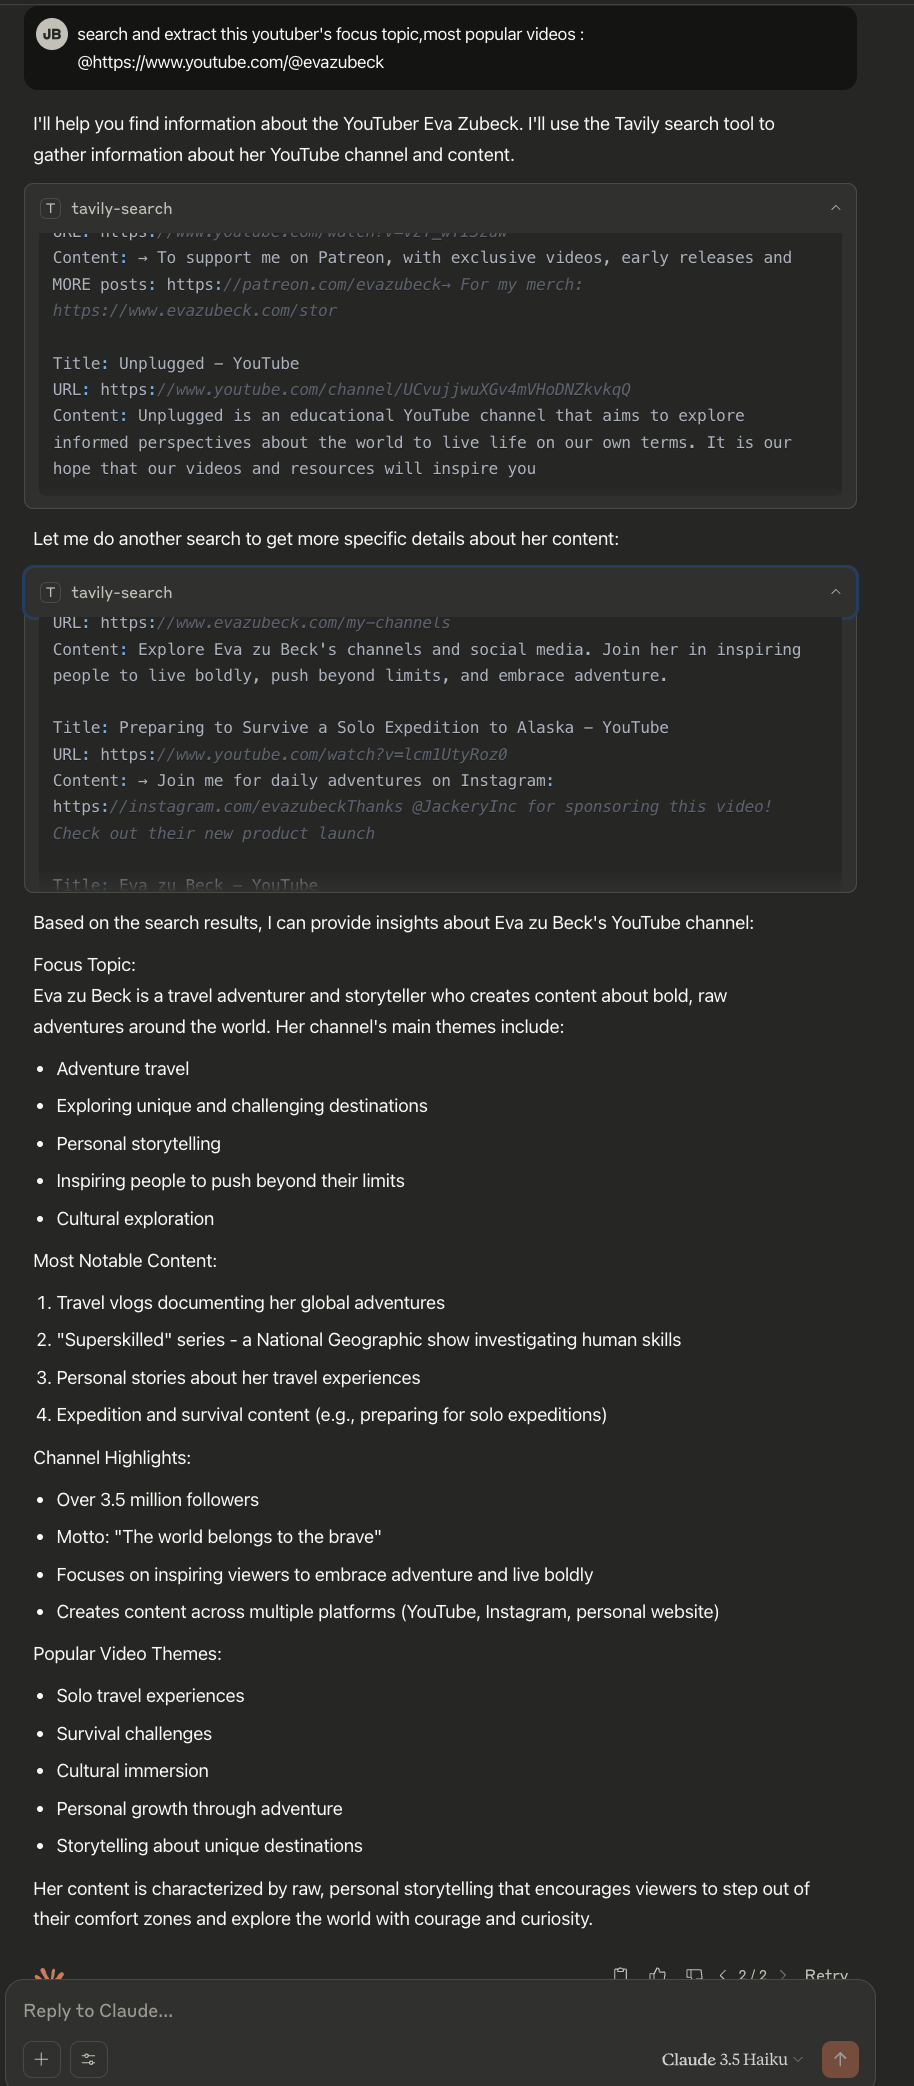 JB
search and extract this youtuber's focus topic,most popular videos :
@https://www.youtube.com/@evazubeck
I'll help you find information about the YouTuber Eva Zubeck. I'll use the Tavily search tool to
gather information about her YouTube channel and content.
T tavily-search
URL: https://www.youtube.com/watch?
Content: → To support me on Patreon, with exclusive videos, early releases and
MORE posts: https://patreon.com/evazubeck→ For my merch:
https://www.evazubeck.com/stor
Title: Unplugged – YouTube
URL: https://www.youtube.com/channel/UCvujjwuXGv4mVHoDNZkvkqQ
Content: Unplugged is an educational YouTube channel that aims to explore
informed perspectives about the world to live life on our own terms. It is our
hope that our videos and resources will inspire you
Let me do another search to get more specific details about her content:
T tavily-search
URL: https://www.evazubeck.com/my-channels
Content: Explore Eva zu Beck's channels and social media. Join her in inspiring
people to live boldly, push beyond limits, and embrace adventure.
Title: Preparing to Survive a Solo Expedition to Alaska – YouTube
URL: https://www.youtube.com/watch?v=lcm1UtyRoz0
Content: → Join me for daily adventures on Instagram:
https://instagram.com/evazubeckThanks @JackeryInc for sponsoring this video!
Check out their new product launch
Title: Eva zu Beck – YouTube
Based on the search results, I can provide insights about Eva zu Beck's YouTube channel:
Focus Topic:
Eva zu Beck is a travel adventurer and storyteller who creates content about bold, raw
adventures around the world. Her channel's main themes include:
• Adventure travel
• Exploring unique and challenging destinations
• Personal storytelling
• Inspiring people to push beyond their limits
• Cultural exploration
Most Notable Content:
1. Travel vlogs documenting her global adventures
2. "Superskilled" series - a National Geographic show investigating human skills
3. Personal stories about her travel experiences
4. Expedition and survival content (e.g., preparing for solo expeditions)
Channel Highlights:
• Over 3.5 million followers
• Motto: "The world belongs to the brave"
• Focuses on inspiring viewers to embrace adventure and live boldly
• Creates content across multiple platforms (YouTube, Instagram, personal website)
Popular Video Themes:
• Solo travel experiences
• Survival challenges
• Cultural immersion
• Personal growth through adventure
• Storytelling about unique destinations
Her content is characterized by raw, personal storytelling that encourages viewers to step out of
their comfort zones and explore the world with courage and curiosity.
2 / 2 Retry
Reply to Claude...
Claude 3.5 Haiku